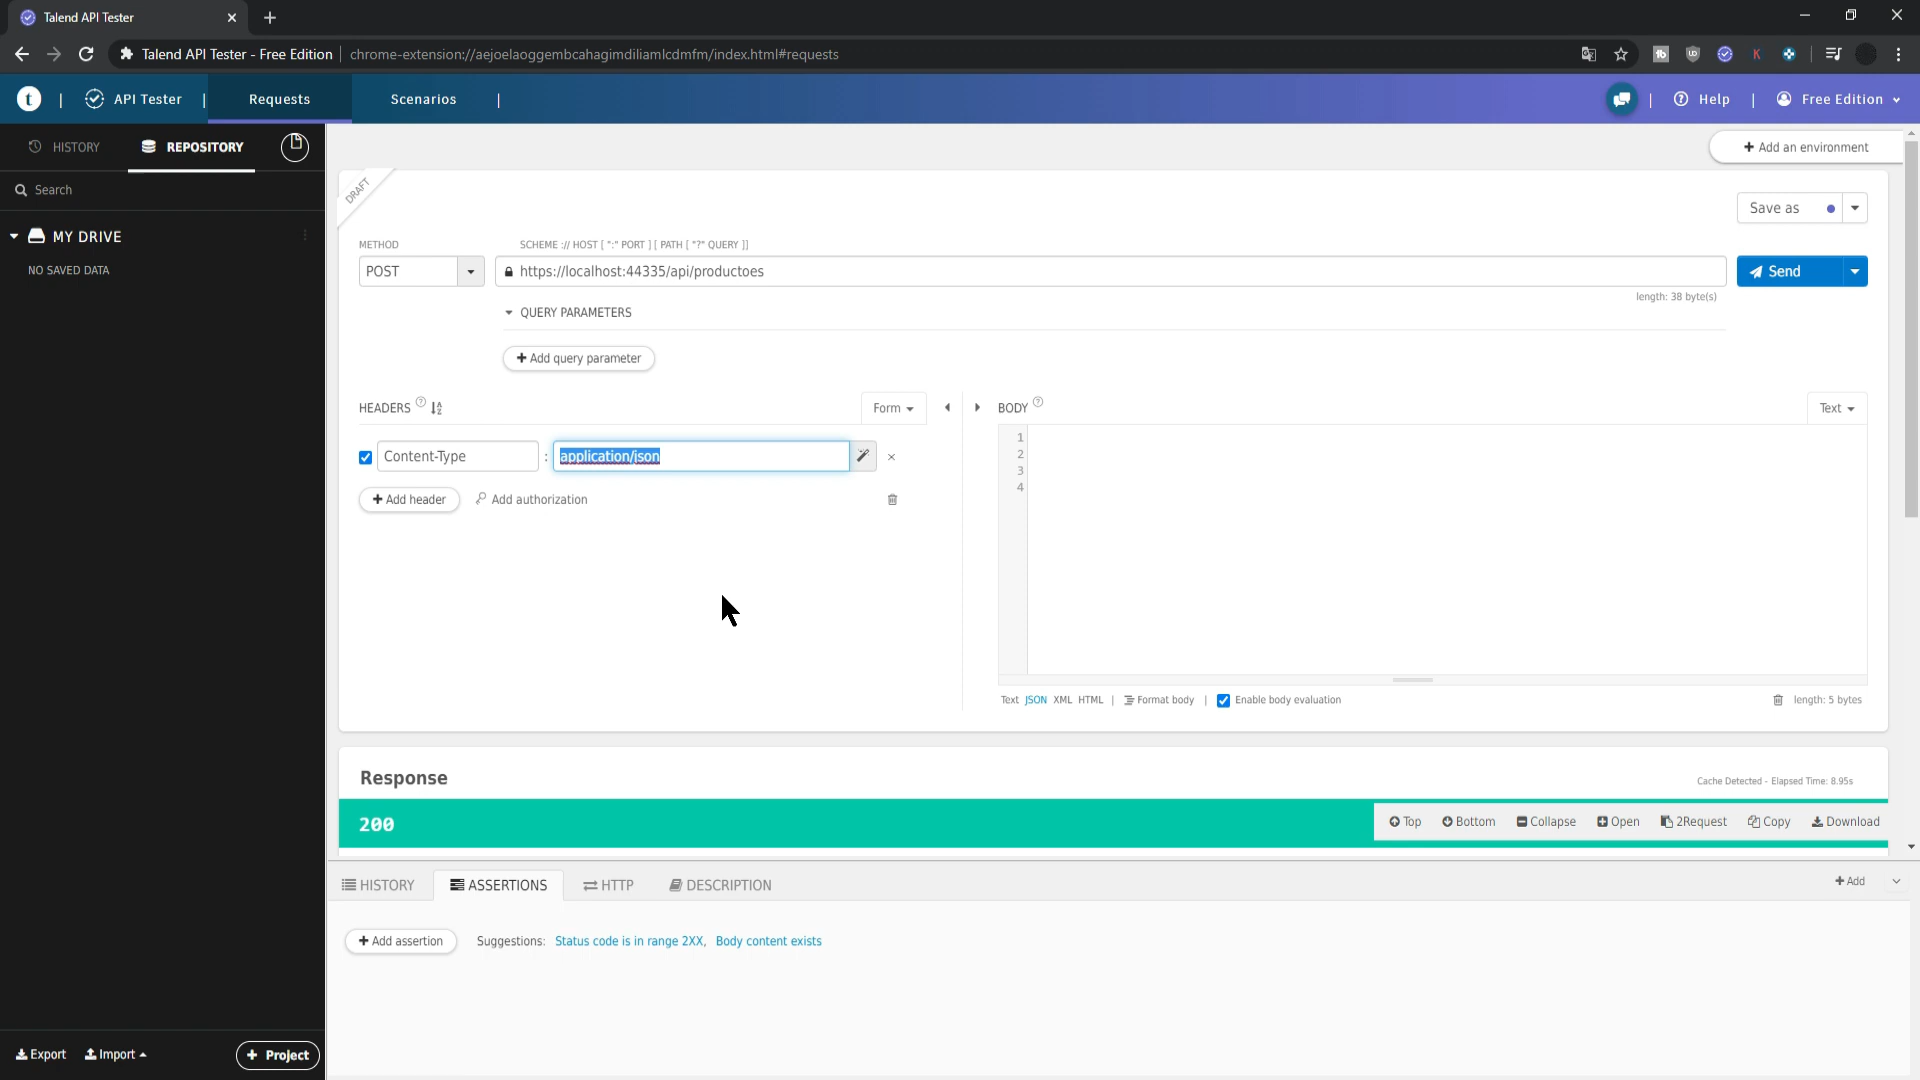 Talend API Tester
Talend API Tester - Free Edition
chrome-extension://aejoelaoggembcahagimdiliamlcdmfm/index.html#requests
t | API Tester | Requests Scenarios | | Help | Free Edition
HISTORY REPOSITORY
Search
MY DRIVE
NO SAVED DATA
Export Import + Project
+ Add an environment
DRAFT
Save as
METHOD SCHEME :// HOST [ ":" PORT ] [ PATH [ "?" QUERY ]]
POST https://localhost:44335/api/productoes Send
length: 38 byte(s)
QUERY PARAMETERS
+ Add query parameter
HEADERS ? Form BODY ? Text
Content-Type : application/json ×
+ Add header Add authorization
1
2
3
4
Text JSON XML HTML | Format body | Enable body evaluation length: 5 bytes
Response Cache Detected - Elapsed Time: 8.95s
200 Top Bottom Collapse Open 2Request Copy Download
HISTORY ASSERTIONS HTTP DESCRIPTION + Add
+ Add assertion Suggestions: Status code is in range 2XX, Body content exists